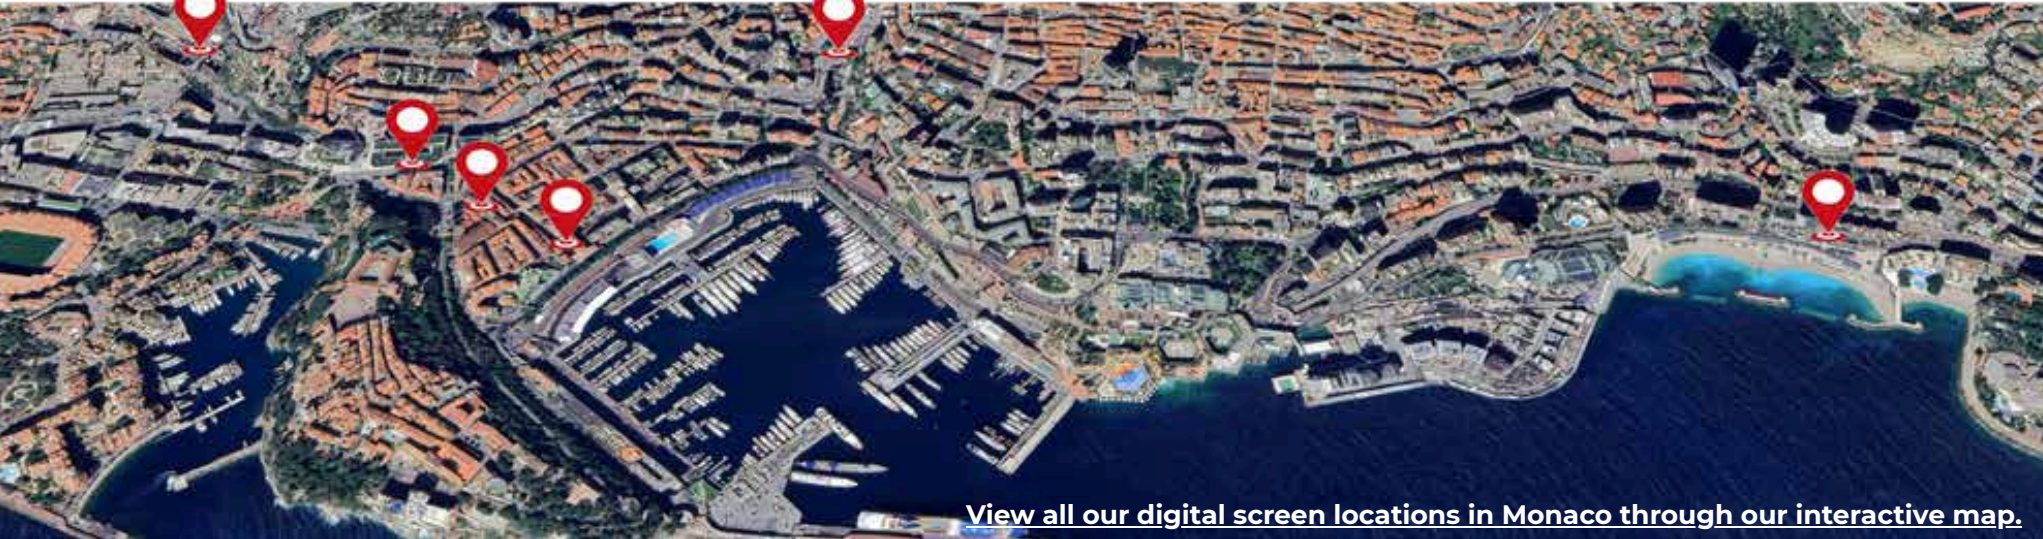 View all our digital screen locations in Monaco through our interactive map.